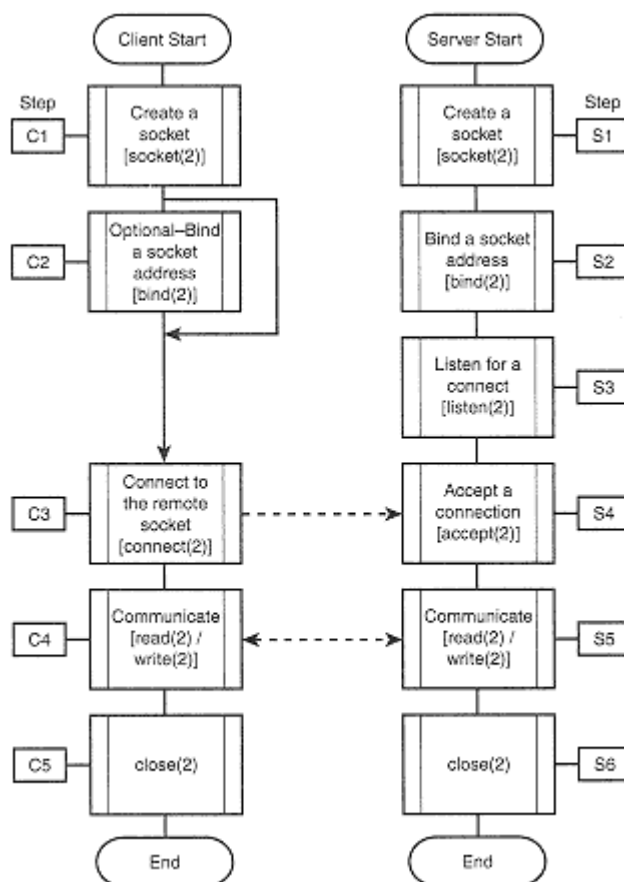 Client Start
Step
C1
Create a
socket
[socket(2)]
C2
Optional–Bind
a socket
address
[bind(2)]
C3
Connect to
the remote
socket
[connect(2)]
C4
Communicate
[read(2) /
write(2)]
C5
close(2)
End
Server Start
Step
Create a
socket
[socket(2)]
S1
Bind a socket
address
[bind(2)]
S2
Listen for a
connect
[listen(2)]
S3
Accept a
connection
[accept(2)]
S4
Communicate
[read(2) /
write(2)]
S5
close(2)
S6
End